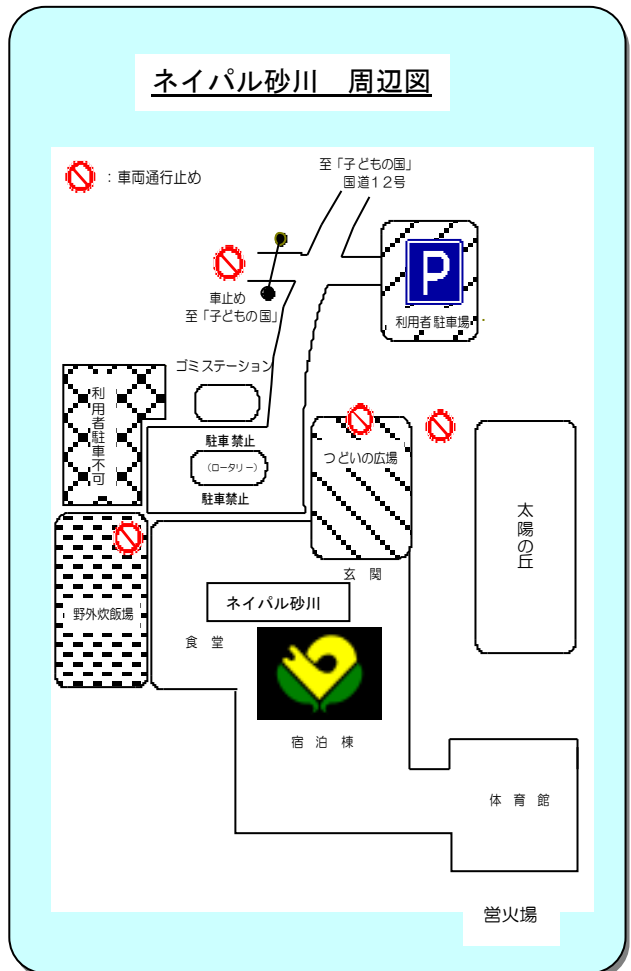 ネイパル砂川　周辺図
：車両通行止め
至「子どもの国」
国道１２号
P
利用者駐車場
車止め
至「子どもの国」
ゴミステーション
利用者駐車不可
駐車禁止
（ロータリー）
駐車禁止
つどいの広場
太陽の丘
野外炊飯場
玄　関
ネイパル砂川
食　堂
宿　泊　棟
体　育　館
営火場